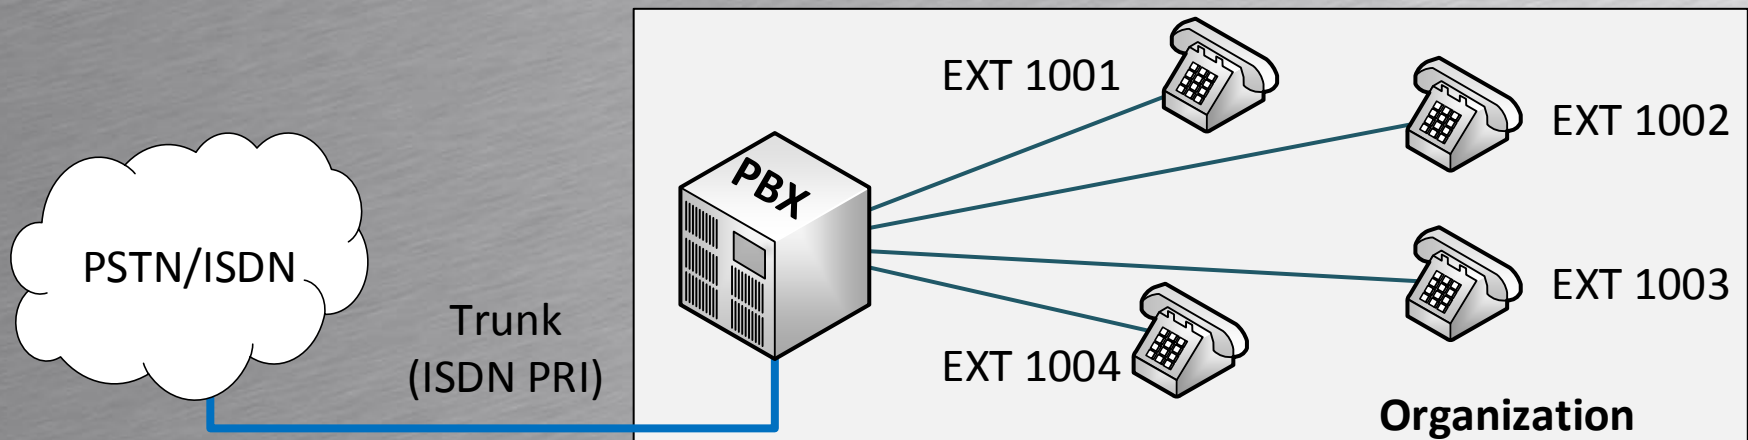 EXT 1001
EXT 1002
PBX
PSTN/ISDN
EXT 1003
Trunk
(ISDN PRI)
EXT 1004
Organization